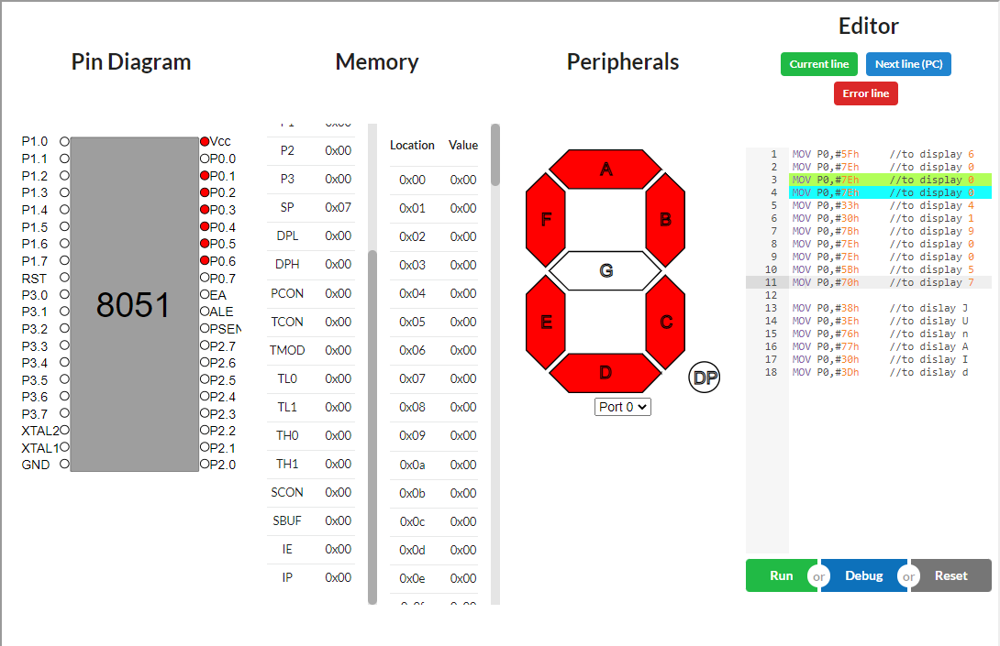 Pin Diagram
Memory
Peripherals
Editor
Current line
Next line (PC)
Error line
P1.0 Vcc
P1.1 P0.0
P1.2 P0.1
P1.3 P0.2
P1.4 P0.3
P1.5 P0.4
P1.6 P0.5
P1.7 P0.6
RST P0.7
P3.0 EA
P3.1 ALE
P3.2 PSEN
P3.3 P2.7
P3.4 P2.6
P3.5 P2.5
P3.6 P2.4
P3.7 P2.3
XTAL2 P2.2
XTAL1 P2.1
GND P2.0
8051
P1 0x00
P2 0x00
P3 0x00
SP 0x07
DPL 0x00
DPH 0x00
PCON 0x00
TCON 0x00
TMOD 0x00
TL0 0x00
TL1 0x00
TH0 0x00
TH1 0x00
SCON 0x00
SBUF 0x00
IE 0x00
IP 0x00
Location Value
0x00 0x00
0x01 0x00
0x02 0x00
0x03 0x00
0x04 0x00
0x05 0x00
0x06 0x00
0x07 0x00
0x08 0x00
0x09 0x00
0x0a 0x00
0x0b 0x00
0x0c 0x00
0x0d 0x00
0x0e 0x00
0x0f 0x00
A
F B
G
E C
D
DP
Port 0
1 MOV P0,#5Fh //to display 6
2 MOV P0,#7Eh //to display 0
3 MOV P0,#7Eh //to display 0
4 MOV P0,#7Eh //to display 0
5 MOV P0,#33h //to display 4
6 MOV P0,#30h //to display 1
7 MOV P0,#7Bh //to display 9
8 MOV P0,#7Eh //to display 0
9 MOV P0,#7Eh //to display 0
10 MOV P0,#5Bh //to display 5
11 MOV P0,#70h //to display 7
12
13 MOV P0,#38h //to dislay J
14 MOV P0,#3Eh //to dislay U
15 MOV P0,#76h //to dislay n
16 MOV P0,#77h //to dislay A
17 MOV P0,#30h //to dislay I
18 MOV P0,#3Dh //to dislay d
Run or Debug or Reset